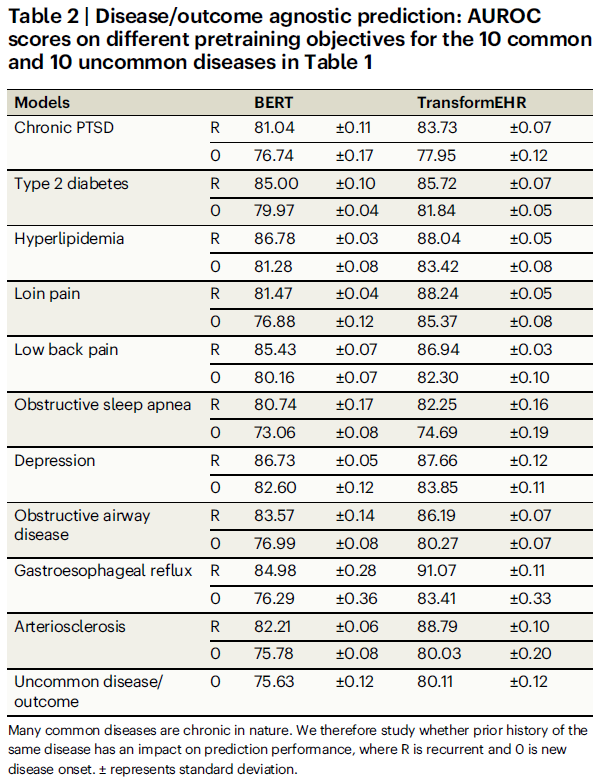 Table 2 | Disease/outcome agnostic prediction: AUROC
scores on different pretraining objectives for the 10 common
and 10 uncommon diseases in Table 1
Models BERT TransformEHR
Chronic PTSD R 81.04 ±0.11 83.73 ±0.07
O 76.74 ±0.17 77.95 ±0.12
Type 2 diabetes R 85.00 ±0.10 85.72 ±0.07
O 79.97 ±0.04 81.84 ±0.05
Hyperlipidemia R 86.78 ±0.03 88.04 ±0.05
O 81.28 ±0.08 83.42 ±0.08
Loin pain R 81.47 ±0.04 88.24 ±0.05
O 76.88 ±0.12 85.37 ±0.08
Low back pain R 85.43 ±0.07 86.94 ±0.03
O 80.16 ±0.07 82.30 ±0.10
Obstructive sleep apnea R 80.74 ±0.17 82.25 ±0.16
O 73.06 ±0.08 74.69 ±0.19
Depression R 86.73 ±0.05 87.66 ±0.12
O 82.60 ±0.12 83.85 ±0.11
Obstructive airway R 83.57 ±0.14 86.19 ±0.07
disease O 76.99 ±0.08 80.27 ±0.07
Gastroesophageal reflux R 84.98 ±0.28 91.07 ±0.11
O 76.29 ±0.36 83.41 ±0.33
Arteriosclerosis R 82.21 ±0.06 88.79 ±0.10
O 75.78 ±0.08 80.03 ±0.20
Uncommon disease/ O 75.63 ±0.12 80.11 ±0.12
outcome
Many common diseases are chronic in nature. We therefore study whether prior history of the
same disease has an impact on prediction performance, where R is recurrent and O is new
disease onset. ± represents standard deviation.